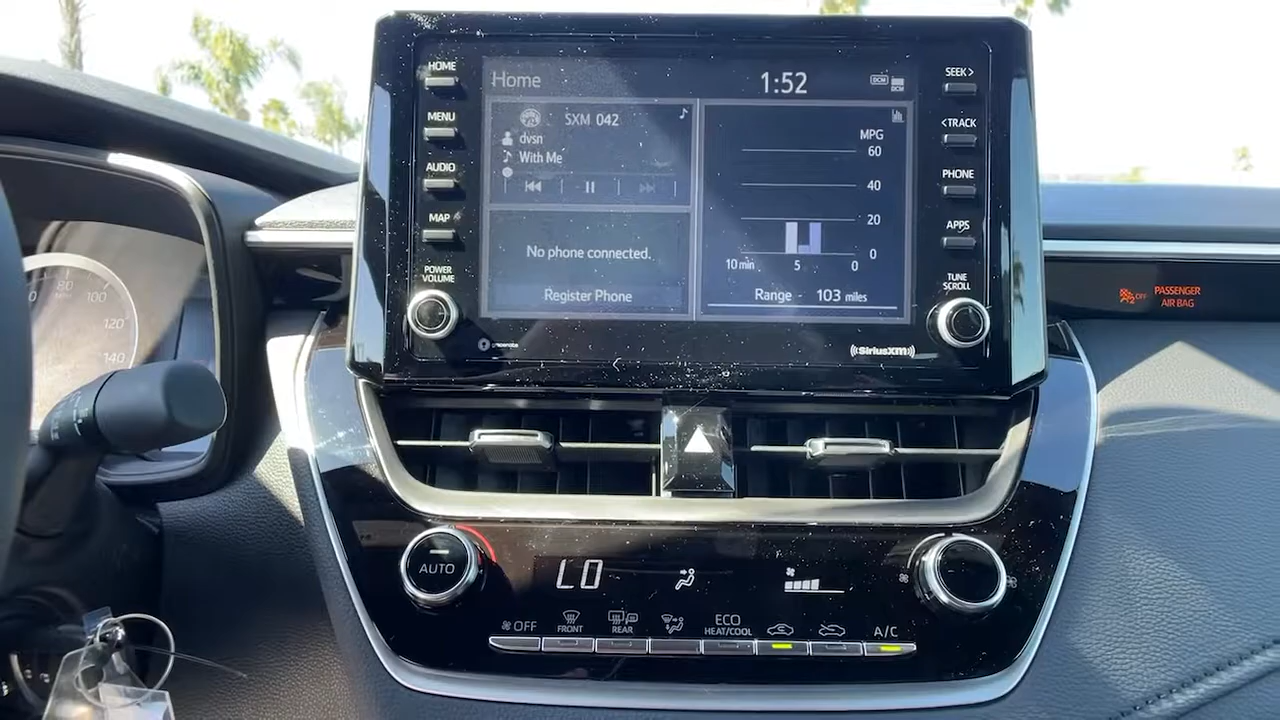 HOME
MENU
AUDIO
MAP
POWER
VOLUME
Home
1:52
DCM
DCM
SXM 042
dvsn
With Me
No phone connected.
Register Phone
MPG
60
40
20
0
10 min
5
0
Range - 103 miles
SEEK >
< TRACK
PHONE
APPS
TUNE
SCROLL
((SiriusXM))
80
100
120
140
OFF
PASSENGER
AIR BAG
AUTO
LO
OFF
FRONT
REAR
ECO
HEAT/COOL
A/C